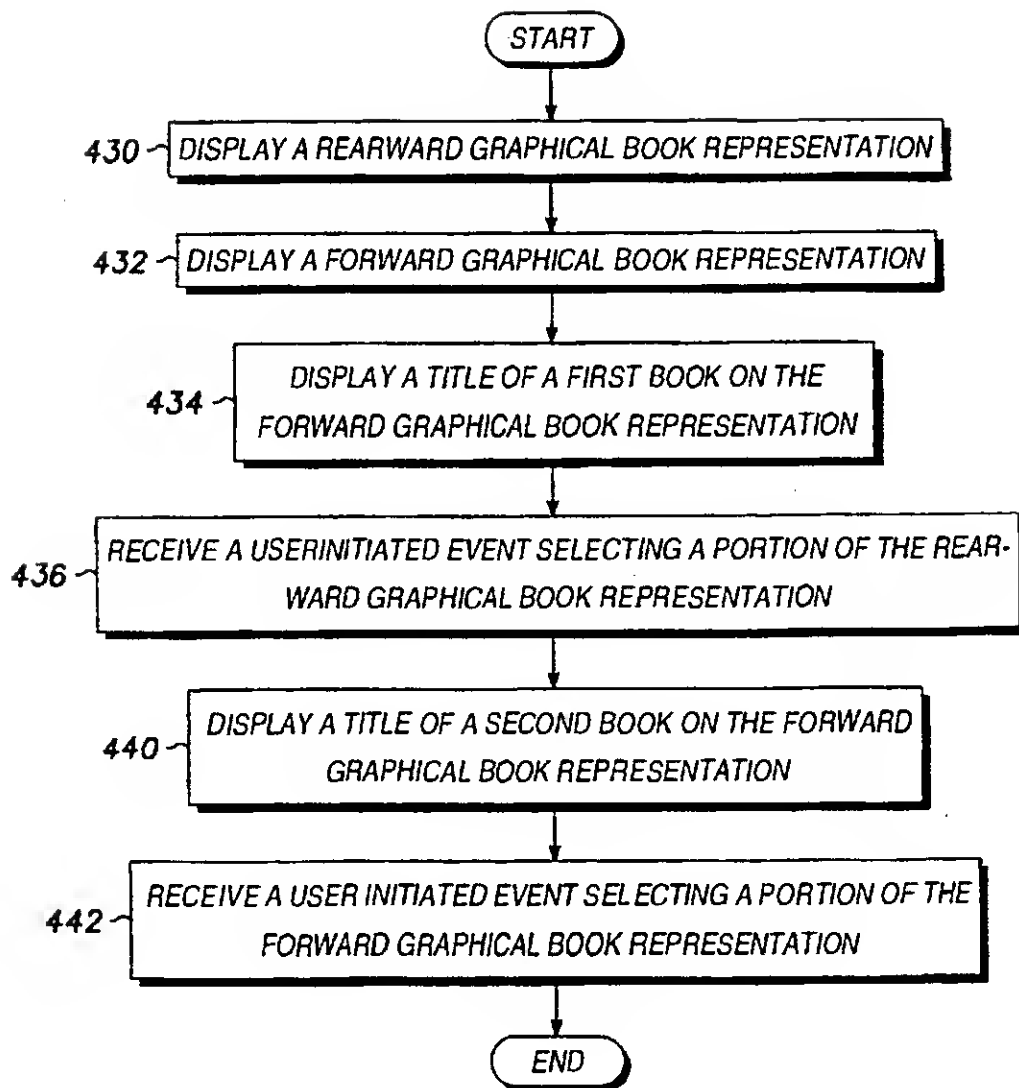 START
430 DISPLAY A REARWARD GRAPHICAL BOOK REPRESENTATION
432 DISPLAY A FORWARD GRAPHICAL BOOK REPRESENTATION
DISPLAY A TITLE OF A FIRST BOOK ON THE
434 FORWARD GRAPHICAL BOOK REPRESENTATION
RECEIVE A USERINITIATED EVENT SELECTING A PORTION OF THE REAR-
436 WARD GRAPHICAL BOOK REPRESENTATION
DISPLAY A TITLE OF A SECOND BOOK ON THE FORWARD
440 GRAPHICAL BOOK REPRESENTATION
RECEIVE A USER INITIATED EVENT SELECTING A PORTION OF THE
442 FORWARD GRAPHICAL BOOK REPRESENTATION
END